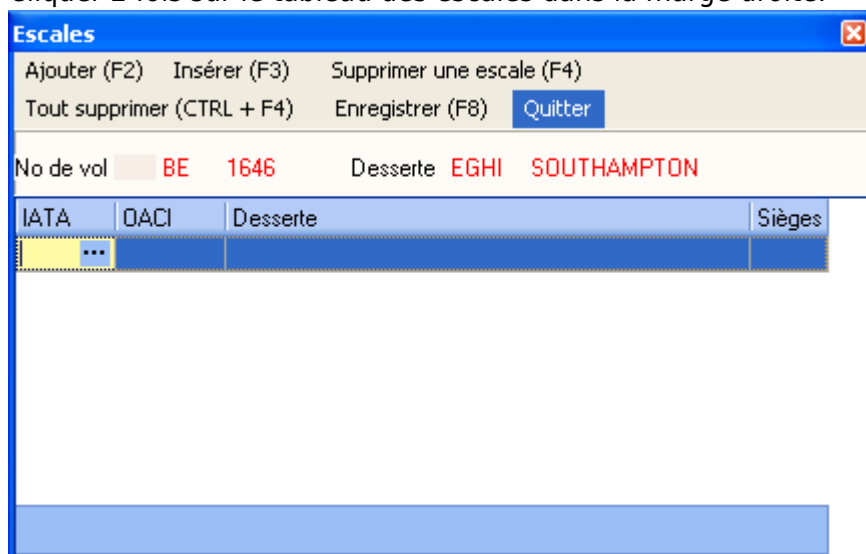 Cliquer 2 fois sur le tableau des escales dans la marge droite.
Escales
Ajouter (F2) Insérer (F3) Supprimer une escale (F4)
Tout supprimer (CTRL + F4) Enregistrer (F8) Quitter
No de vol BE 1646 Desserte EGHI SOUTHAMPTON
IATA OACI Desserte Sièges
...